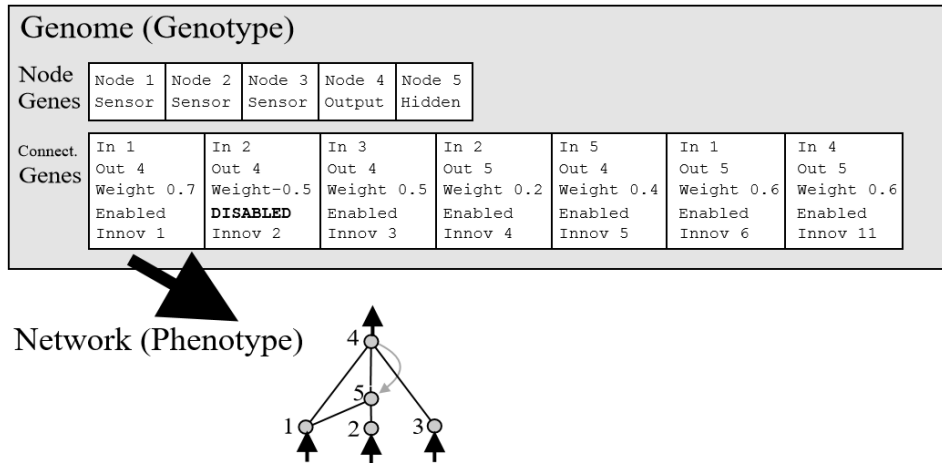 Genome (Genotype)
Node Genes
Node 1 Node 2 Node 3 Node 4 Node 5
Sensor Sensor Sensor Output Hidden
Connect. Genes
In 1 In 2 In 3 In 2 In 5 In 1 In 4
Out 4 Out 4 Out 4 Out 5 Out 4 Out 5 Out 5
Weight 0.7 Weight-0.5 Weight 0.5 Weight 0.2 Weight 0.4 Weight 0.6 Weight 0.6
Enabled DISABLED Enabled Enabled Enabled Enabled Enabled
Innov 1 Innov 2 Innov 3 Innov 4 Innov 5 Innov 6 Innov 11
Network (Phenotype)
4
5
1 2 3